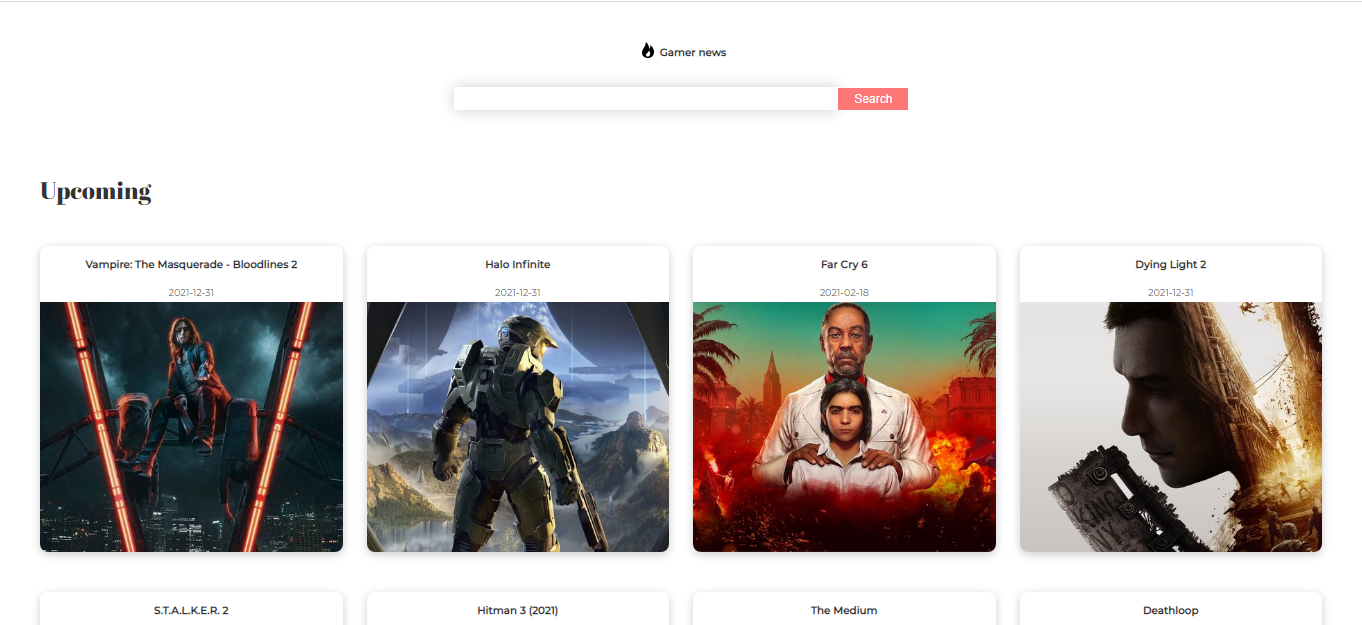 Gamer news
Search
Upcoming
Vampire: The Masquerade - Bloodlines 2
2021-12-31
Halo Infinite
2021-12-31
Far Cry 6
2021-02-18
Dying Light 2
2021-12-31
S.T.A.L.K.E.R. 2
Hitman 3 (2021)
The Medium
Deathloop